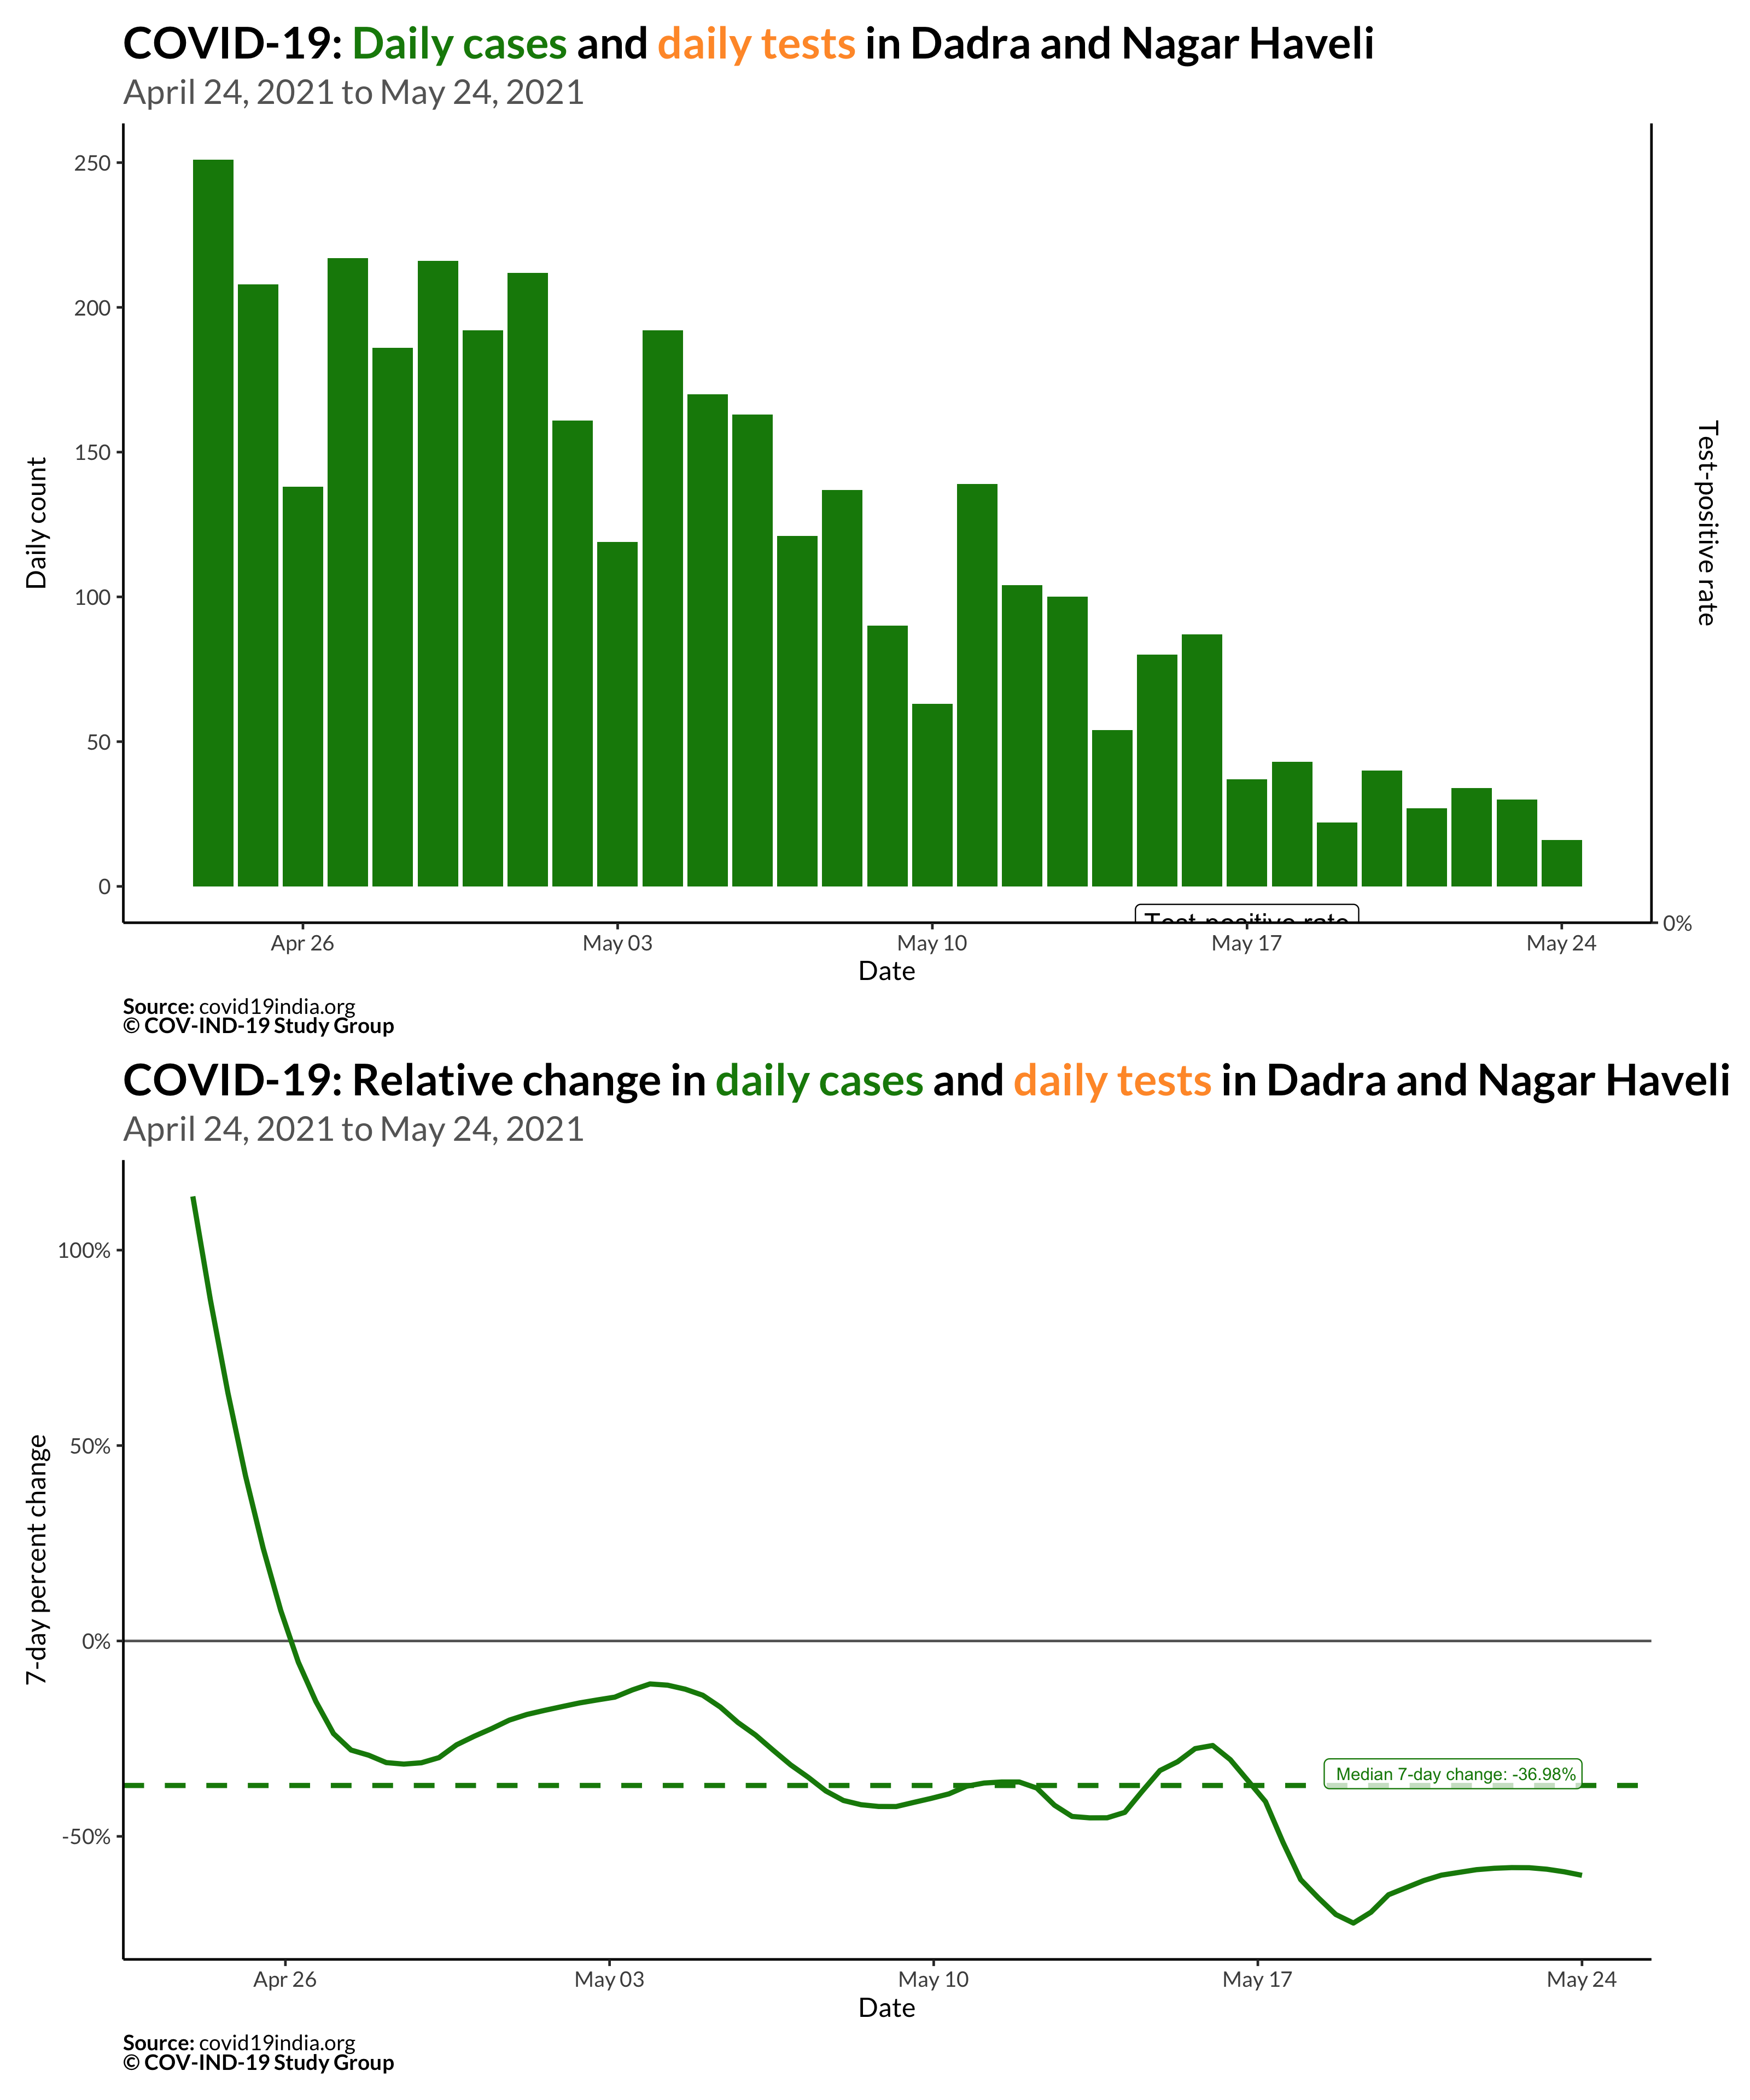 COVID-19: Daily cases and daily tests in Dadra and Nagar Haveli
April 24, 2021 to May 24, 2021
250
200
150
100
50
0
Daily count
Test-positive rate
Test-positive rate
0%
Apr 26
May 03
May 10
May 17
May 24
Date
Source: covid19india.org
© COV-IND-19 Study Group
COVID-19: Relative change in daily cases and daily tests in Dadra and Nagar Haveli
April 24, 2021 to May 24, 2021
100%
50%
0%
-50%
7-day percent change
Median 7-day change: -36.98%
Apr 26
May 03
May 10
May 17
May 24
Date
Source: covid19india.org
© COV-IND-19 Study Group